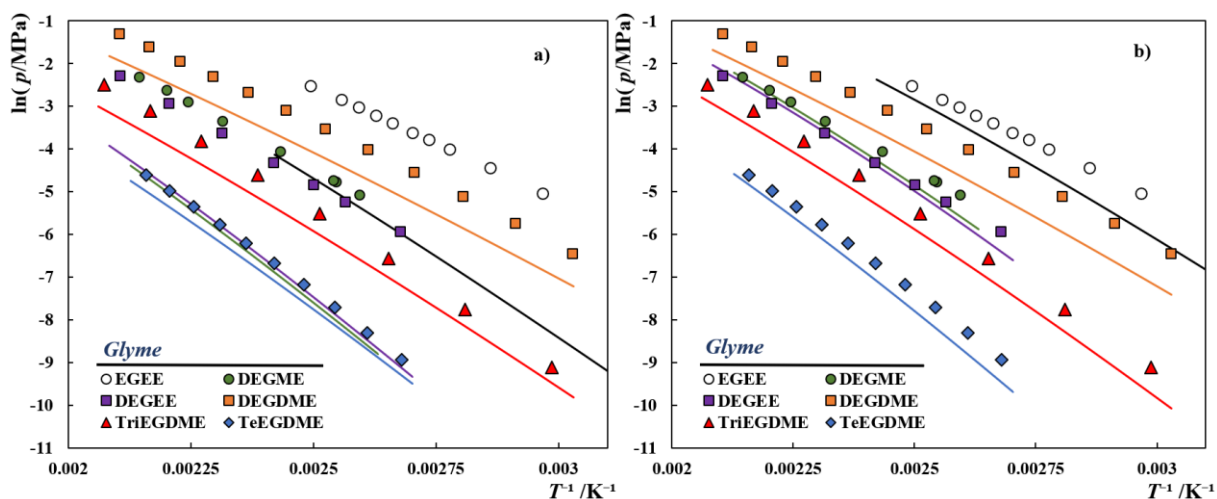 ln( p/MPa)
-1
-2
-3
-4
-5
-6
-7
-8
-9
-10
-11
a)
Glyme
EGEE DEGME
DEGEE DEGDME
TriEGDME TeEGDME
0.002 0.00225 0.0025 0.00275 0.003
T⁻¹ /K⁻¹
ln( p/MPa)
-1
-2
-3
-4
-5
-6
-7
-8
-9
-10
-11
b)
Glyme
EGEE DEGME
DEGEE DEGDME
TriEGDME TeEGDME
0.002 0.00225 0.0025 0.00275 0.003
T⁻¹ /K⁻¹